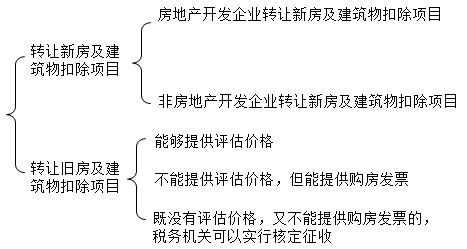 房地产开发企业转让新房及建筑物扣除项目
转让新房及建
筑物扣除项目
非房地产开发企业转让新房及建筑物扣除项目
能够提供评估价格
转让旧房及建
筑物扣除项目
不能提供评估价格，但能提供购房发票
既没有评估价格，又不能提供购房发票的，
税务机关可以实行核定征收